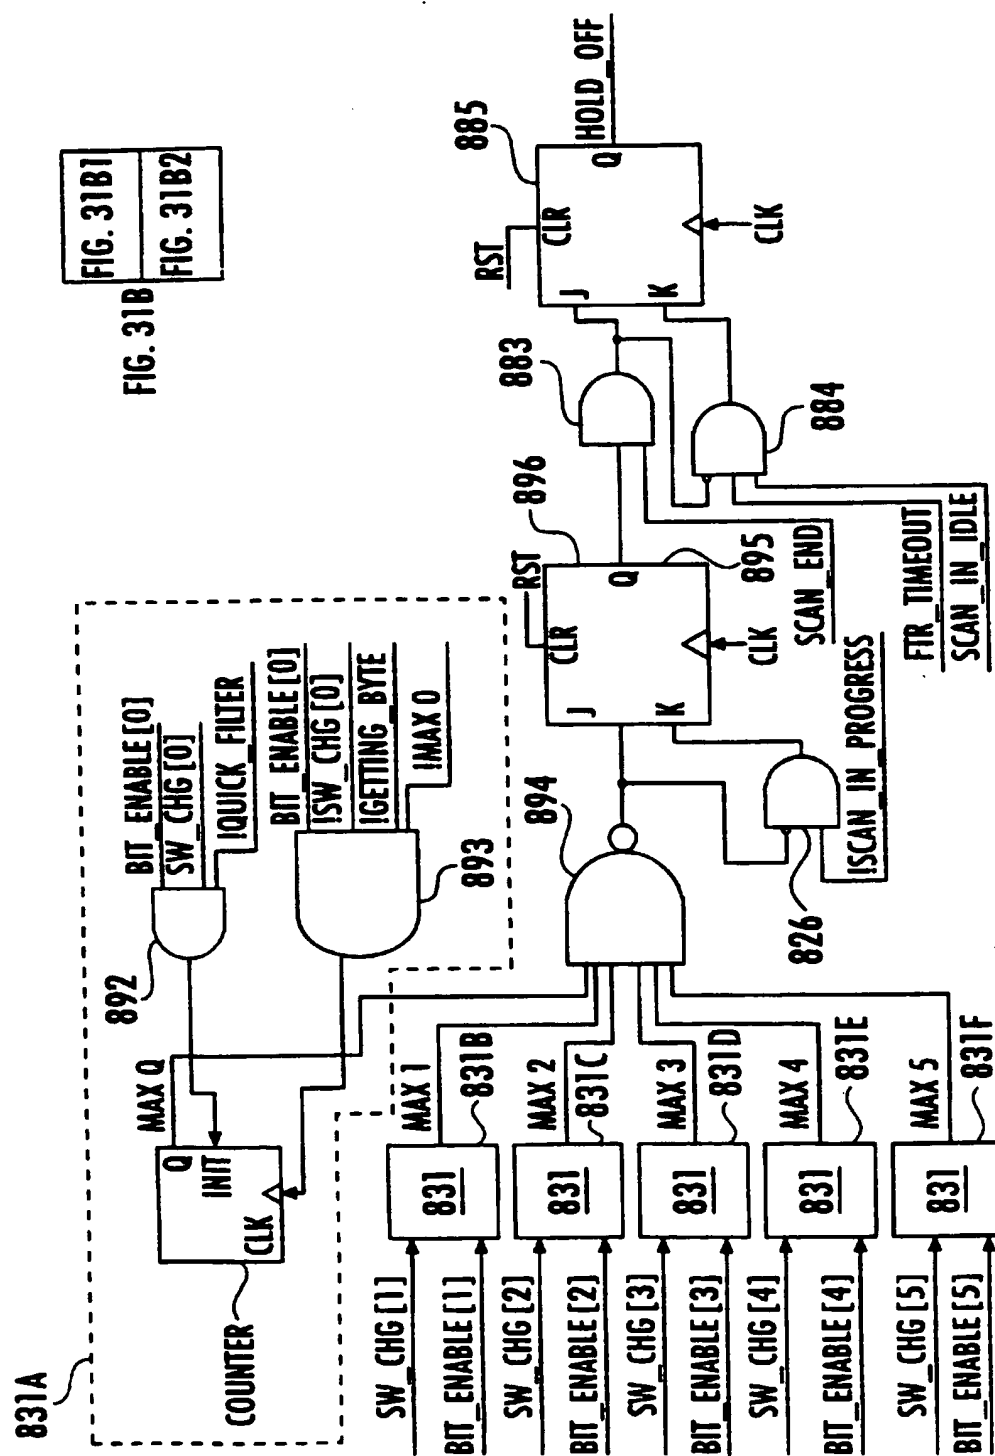 831A
COUNTER
CLK
INIT
Q
MAX Q
892
BIT_ENABLE [0]
SW_CHG [0]
!QUICK_FILTER
893
BIT_ENABLE [0]
!SW_CHG [0]
!GETTING_BYTE
!MAX 0
FIG. 31B
FIG. 31B1
FIG. 31B2
SW_CHG [1]
BIT_ENABLE [1]
831
MAX 1
831B
SW_CHG [2]
BIT_ENABLE [2]
831
MAX 2
831C
SW_CHG [3]
BIT_ENABLE [3]
831
MAX 3
831D
SW_CHG [4]
BIT_ENABLE [4]
831
MAX 4
831E
SW_CHG [5]
BIT_ENABLE [5]
831
MAX 5
831F
894
826
!SCAN_IN_PROGRESS
J
K
CLR
Q
RST
CLK
896
895
SCAN_END
883
884
FTR_TIMEOUT
SCAN_IN_IDLE
J
K
CLR
Q
RST
CLK
885
HOLD_OFF